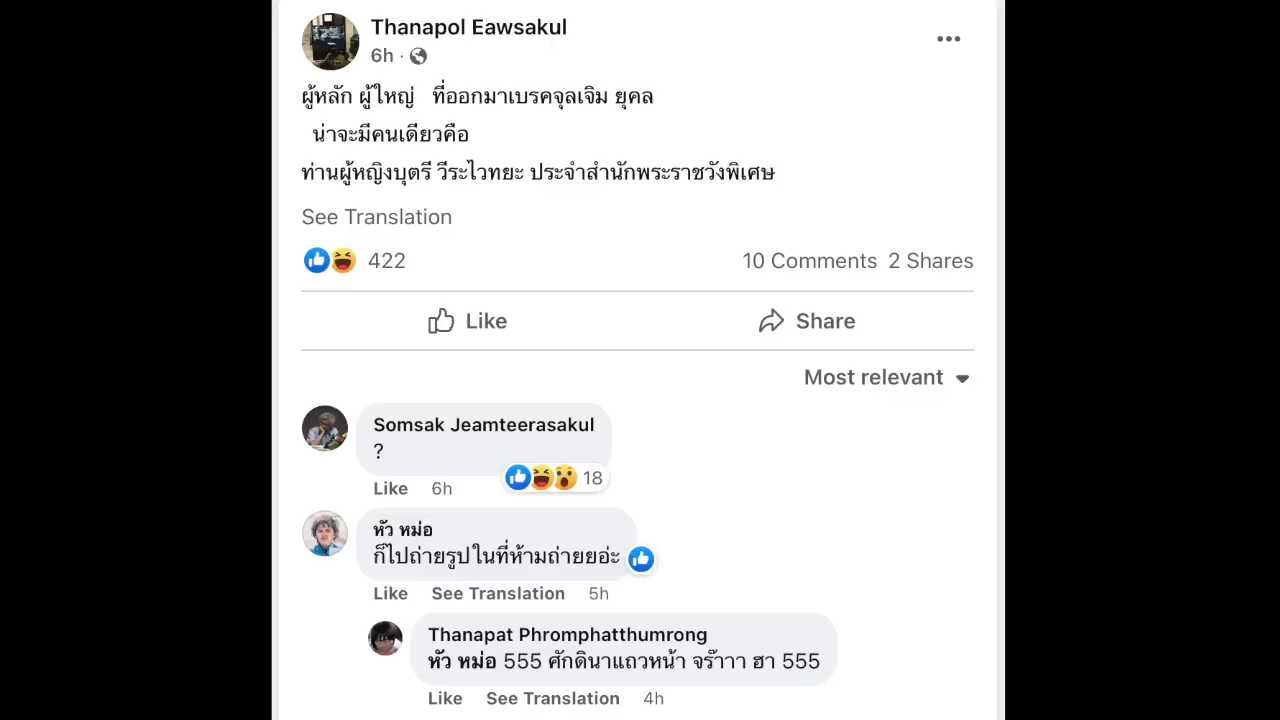 Thanapol Eawsakul
6h ·
ผู้หลัก ผู้ใหญ่ ที่ออกมาเบรคจุลเจิม ยุคล
น่าจะมีคนเดียวคือ
ท่านผู้หญิงบุตรี วีระไวทยะ ประจำสำนักพระราชวังพิเศษ
See Translation
422 10 Comments 2 Shares
Like Share
Most relevant
Somsak Jeamteerasakul
?
Like 6h 18
หัว หม่อ
ก็ไปถ่ายรูปในที่ห้ามถ่ายยอ่ะ
Like See Translation 5h
Thanapat Phromphatthumrong
หัว หม่อ 555 ศักดินาแถวหน้า จร๊าาา ฮา 555
Like See Translation 4h